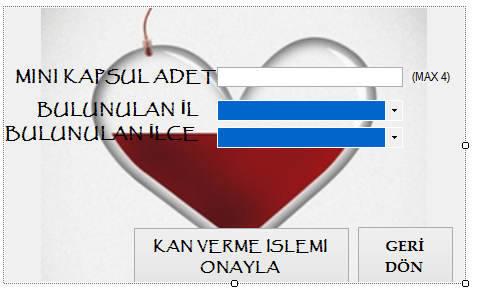 MINI KAPSUL ADET
(MAX 4)
BULUNULAN İL
BULUNULAN İLCE
KAN VERME ISLEMI
ONAYLA
GERİ
DÖN